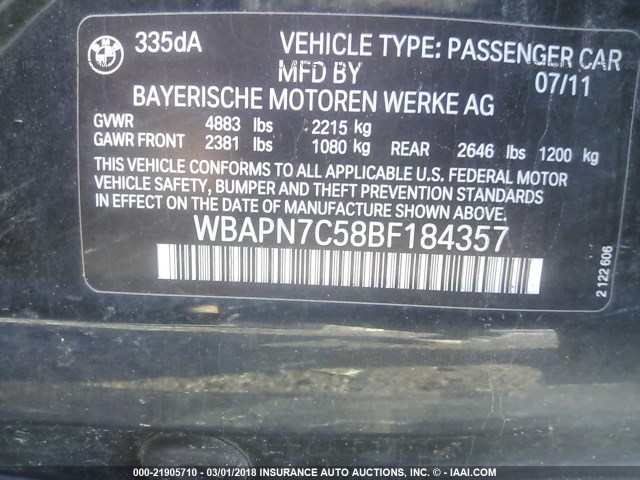 335dA VEHICLE TYPE: PASSENGER CAR
MFD BY 07/11
BAYERISCHE MOTOREN WERKE AG
GVWR 4883 lbs 2215 kg
GAWR FRONT 2381 lbs 1080 kg REAR 2646 lbs 1200 kg
THIS VEHICLE CONFORMS TO ALL APPLICABLE U.S. FEDERAL MOTOR
VEHICLE SAFETY, BUMPER AND THEFT PREVENTION STANDARDS
IN EFFECT ON THE DATE OF MANUFACTURE SHOWN ABOVE.
WBAPN7C58BF184357
2 122 606
000-21905710 - 03/01/2018 - INSURANCE AUTO AUCTIONS, INC. - © IAAI.COM